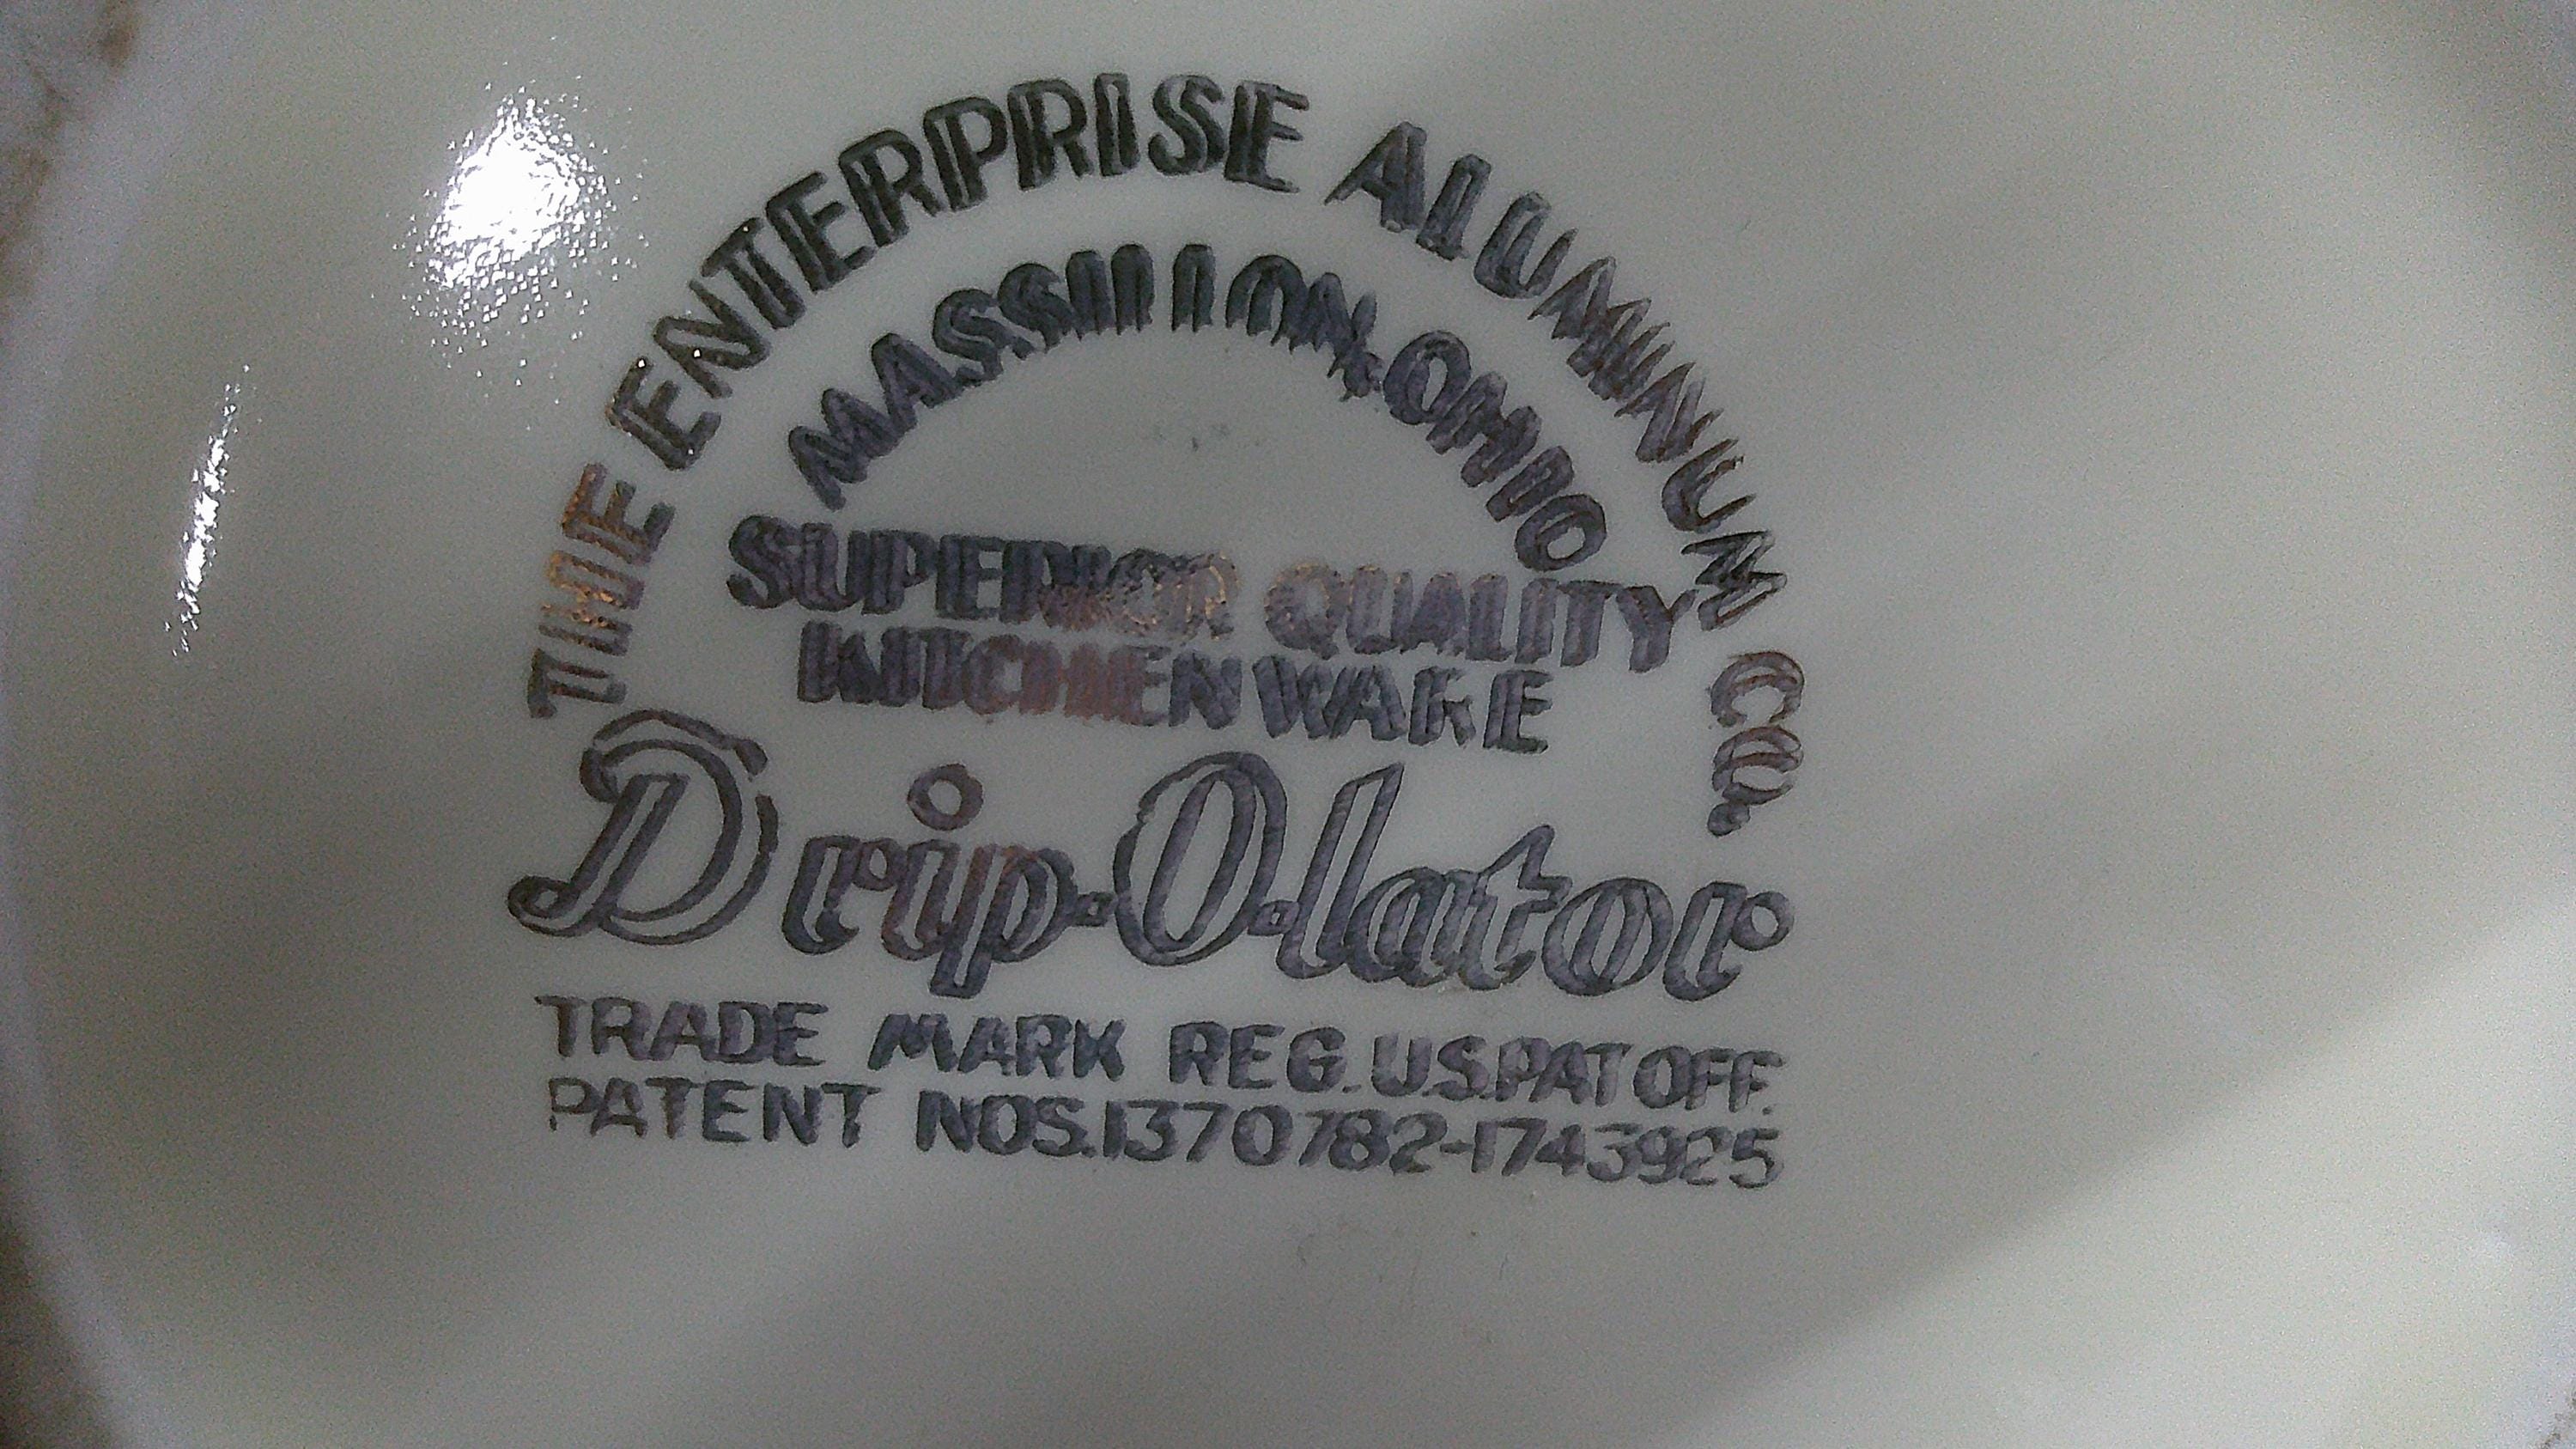 THE ENTERPRISE ALUMINUM CO.
MASSILLON, OHIO
SUPERIOR QUALITY
KITCHENWARE
Drip-O-lator
TRADE MARK REG. U.S. PAT OFF.
PATENT NOS. 1370782-1743925